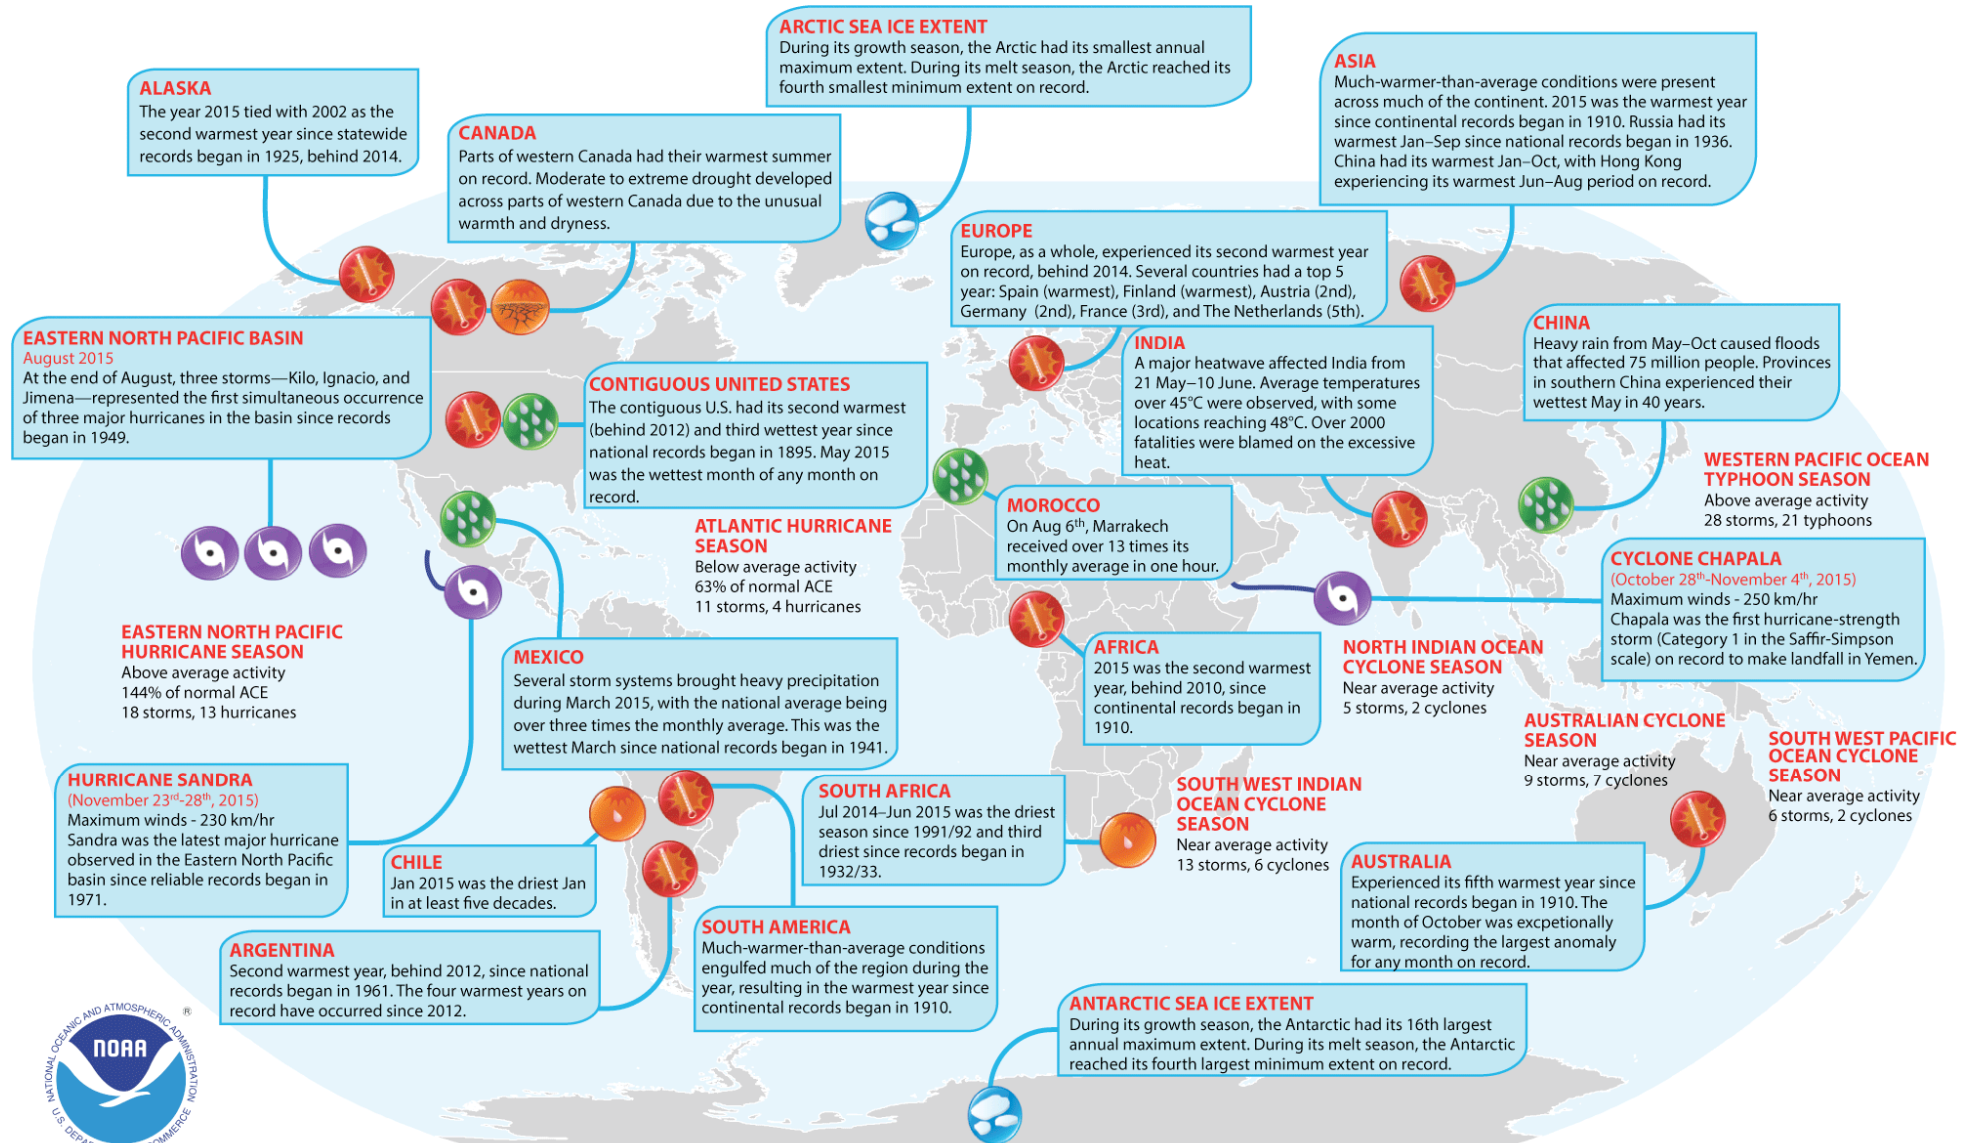 ARCTIC SEA ICE EXTENT
During its growth season, the Arctic had its smallest annual
maximum extent. During its melt season, the Arctic reached its
fourth smallest minimum extent on record.
ALASKA
The year 2015 tied with 2002 as the
second warmest year since statewide
records began in 1925, behind 2014.
CANADA
Parts of western Canada had their warmest summer
on record. Moderate to extreme drought developed
across parts of western Canada due to the unusual
warmth and dryness.
ASIA
Much-warmer-than-average conditions were present
across much of the continent. 2015 was the warmest year
since continental records began in 1910. Russia had its
warmest Jan–Sep since national records began in 1936.
China had its warmest Jan–Oct, with Hong Kong
experiencing its warmest Jun–Aug period on record.
EUROPE
Europe, as a whole, experienced its second warmest year
on record, behind 2014. Several countries had a top 5
year: Spain (warmest), Finland (warmest), Austria (2nd),
Germany (2nd), France (3rd), and The Netherlands (5th).
EASTERN NORTH PACIFIC BASIN
August 2015
At the end of August, three storms—Kilo, Ignacio, and
Jimena—represented the first simultaneous occurrence
of three major hurricanes in the basin since records
began in 1949.
CONTIGUOUS UNITED STATES
The contiguous U.S. had its second warmest
(behind 2012) and third wettest year since
national records began in 1895. May 2015
was the wettest month of any month on
record.
INDIA
A major heatwave affected India from
21 May–10 June. Average temperatures
over 45°C were observed, with some
locations reaching 48°C. Over 2000
fatalities were blamed on the excessive
heat.
CHINA
Heavy rain from May–Oct caused floods
that affected 75 million people. Provinces
in southern China experienced their
wettest May in 40 years.
WESTERN PACIFIC OCEAN
TYPHOON SEASON
Above average activity
28 storms, 21 typhoons
MOROCCO
On Aug 6th, Marrakech
received over 13 times its
monthly average in one hour.
ATLANTIC HURRICANE
SEASON
Below average activity
63% of normal ACE
11 storms, 4 hurricanes
CYCLONE CHAPALA
(October 28th-November 4th, 2015)
Maximum winds - 250 km/hr
Chapala was the first hurricane-strength
storm (Category 1 in the Saffir-Simpson
scale) on record to make landfall in Yemen.
EASTERN NORTH PACIFIC
HURRICANE SEASON
Above average activity
144% of normal ACE
18 storms, 13 hurricanes
MEXICO
Several storm systems brought heavy precipitation
during March 2015, with the national average being
over three times the monthly average. This was the
wettest March since national records began in 1941.
AFRICA
2015 was the second warmest
year, behind 2010, since
continental records began in
1910.
NORTH INDIAN OCEAN
CYCLONE SEASON
Near average activity
5 storms, 2 cyclones
AUSTRALIAN CYCLONE
SEASON
Near average activity
9 storms, 7 cyclones
SOUTH WEST PACIFIC
OCEAN CYCLONE
SEASON
Near average activity
6 storms, 2 cyclones
HURRICANE SANDRA
(November 23rd-28th, 2015)
Maximum winds - 230 km/hr
Sandra was the latest major hurricane
observed in the Eastern North Pacific
basin since reliable records began in
1971.
CHILE
Jan 2015 was the driest Jan
in at least five decades.
SOUTH AFRICA
Jul 2014–Jun 2015 was the driest
season since 1991/92 and third
driest since records began in
1932/33.
SOUTH WEST INDIAN
OCEAN CYCLONE
SEASON
Near average activity
13 storms, 6 cyclones
AUSTRALIA
Experienced its fifth warmest year since
national records began in 1910. The
month of October was excpetionally
warm, recording the largest anomaly
for any month on record.
ARGENTINA
Second warmest year, behind 2012, since national
records began in 1961. The four warmest years on
record have occurred since 2012.
SOUTH AMERICA
Much-warmer-than-average conditions
engulfed much of the region during the
year, resulting in the warmest year since
continental records began in 1910.
ANTARCTIC SEA ICE EXTENT
During its growth season, the Antarctic had its 16th largest
annual maximum extent. During its melt season, the Antarctic
reached its fourth largest minimum extent on record.
NATIONAL OCEANIC AND ATMOSPHERIC ADMINISTRATION
®
NOAA
U.S.